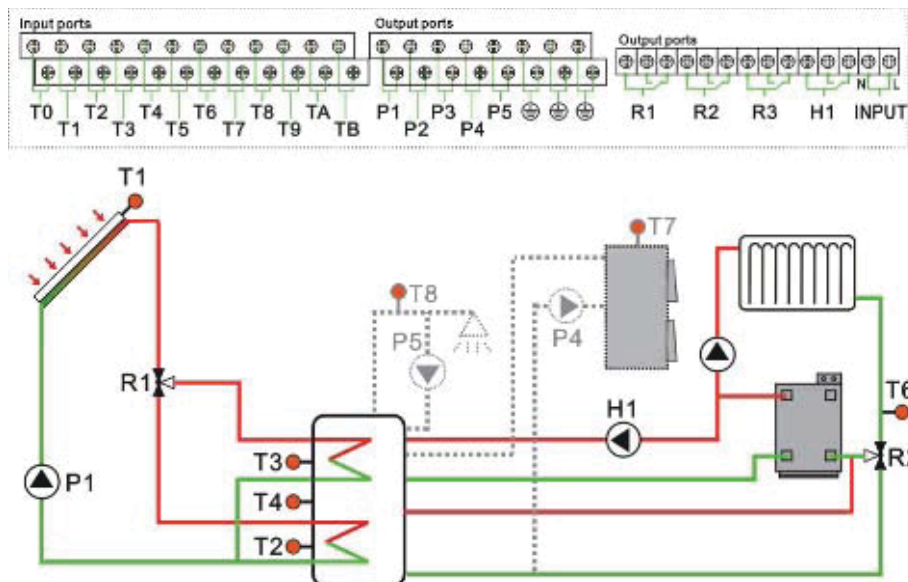 Input ports
Output ports
Output ports
T0 T2 T4 T6 T8 TA
T1 T3 T5 T7 T9 TB
P1 P3 P5
P2 P4
N L
R1 R2 R3 H1 INPUT
T1
T7
T8
P5
P4
R1
H1
T6
T3
P1
T4
T2